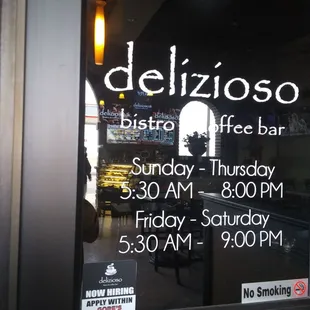 delizioso
bistro coffee bar
Sunday - Thursday
5:30 AM - 8:00 PM
Friday - Saturday
5:30 AM - 9:00 PM
No Smoking
delizioso
NOW HIRING
APPLY WITHIN